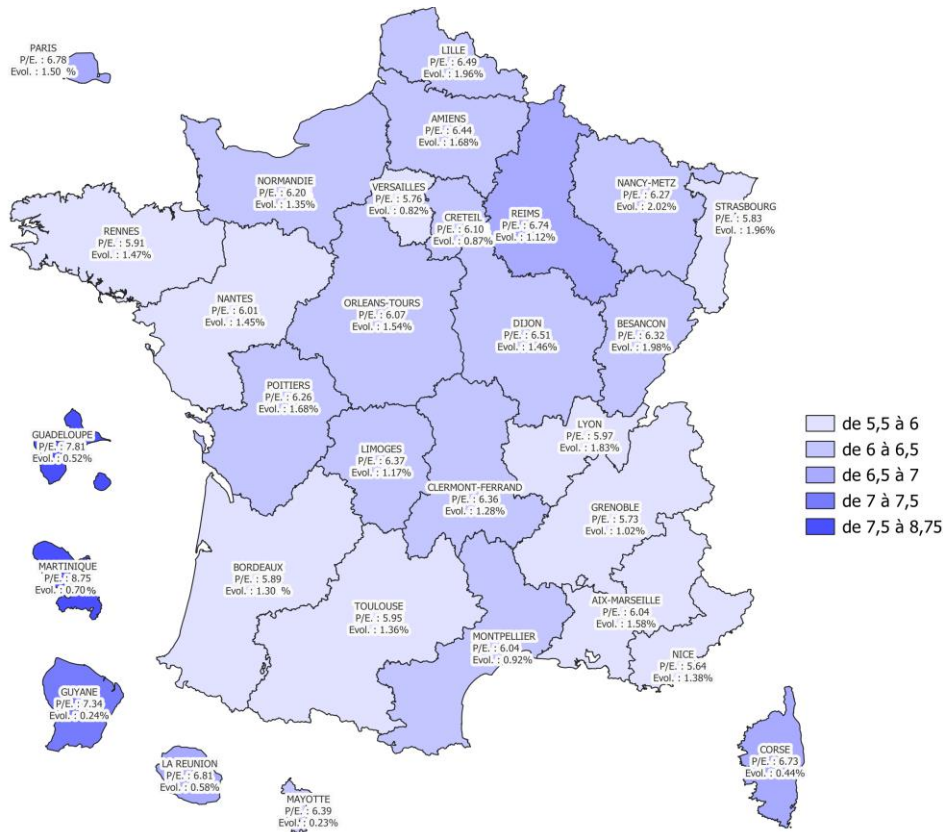 PARIS
P/E. : 6.78
Evol. : 1.50 %
LILLE
P/E. : 6.49
Evol. : 1.96%
AMIENS
P/E. : 6.44
Evol. : 1.68%
NORMANDIE
P/E. : 6.20
Evol. : 1.35%
VERSAILLES
P/E. : 5.76
Evol. : 0.82%
CRETEIL
P/E. : 6.10
Evol. : 0.87%
REIMS
P/E. : 6.74
Evol. : 1.12%
NANCY-METZ
P/E. : 6.27
Evol. : 2.02%
STRASBOURG
P/E. : 5.83
Evol. : 1.96%
RENNES
P/E. : 5.91
Evol. : 1.47%
NANTES
P/E. : 6.01
Evol. : 1.45%
ORLEANS-TOURS
P/E. : 6.07
Evol. : 1.54%
DIJON
P/E. : 6.51
Evol. : 1.46%
BESANCON
P/E. : 6.32
Evol. : 1.98%
POITIERS
P/E. : 6.26
Evol. : 1.68%
GUADELOUPE
P/E. : 7.81
Evol. : 0.52%
LIMOGES
P/E. : 6.37
Evol. : 1.17%
LYON
P/E. : 5.97
Evol. : 1.83%
CLERMONT-FERRAND
P/E. : 6.36
Evol. : 1.28%
GRENOBLE
P/E. : 5.73
Evol. : 1.02%
de 5,5 à 6
de 6 à 6,5
de 6,5 à 7
de 7 à 7,5
de 7,5 à 8,75
MARTINIQUE
P/E. : 8.75
Evol. : 0.70%
BORDEAUX
P/E. : 5.89
Evol. : 1.30 %
TOULOUSE
P/E. : 5.95
Evol. : 1.36%
AIX-MARSEILLE
P/E. : 6.04
Evol. : 1.58%
MONTPELLIER
P/E. : 6.04
Evol. : 0.92%
NICE
P/E. : 5.64
Evol. : 1.38%
GUYANE
P/E. : 7.34
Evol. : 0.24%
LA REUNION
P/E. : 6.81
Evol. : 0.58%
MAYOTTE
P/E. : 6.39
Evol. : 0.23%
CORSE
P/E. : 6.73
Evol. : 0.44%